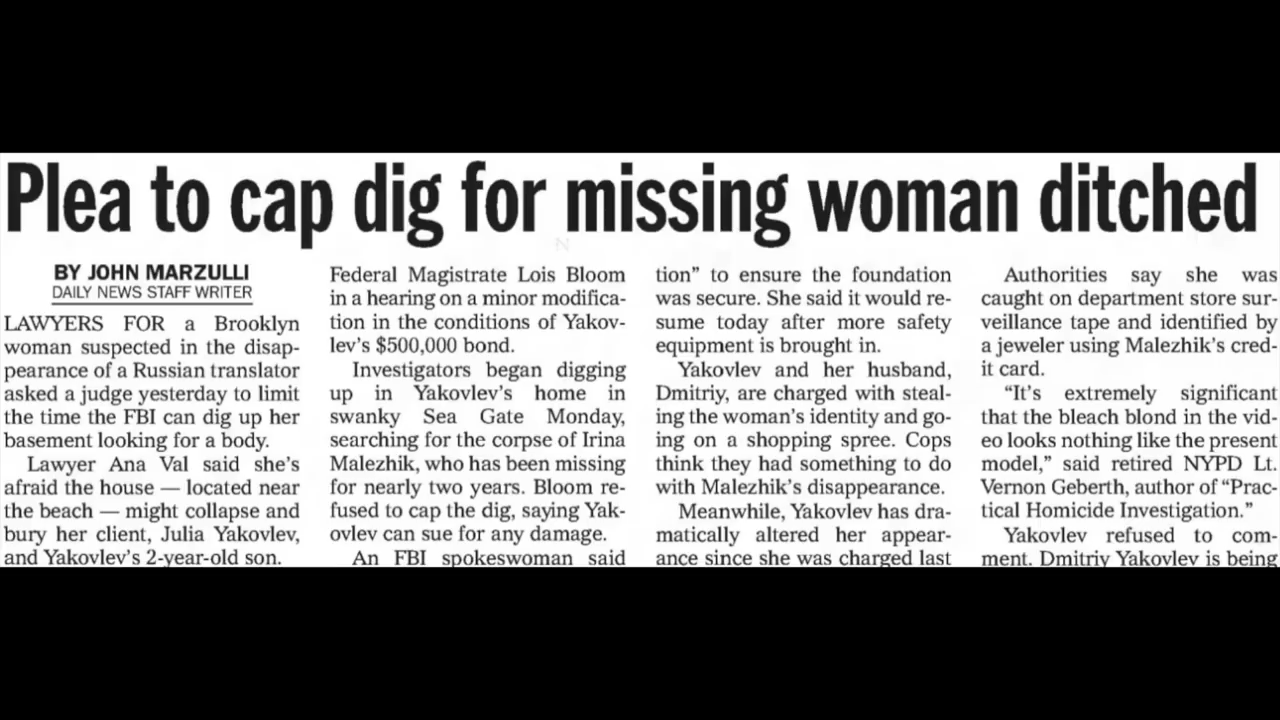 Plea to cap dig for missing woman ditched
BY JOHN MARZULLI
DAILY NEWS STAFF WRITER
LAWYERS FOR a Brooklyn
woman suspected in the disap-
pearance of a Russian translator
asked a judge yesterday to limit
the time the FBI can dig up her
basement looking for a body.
Lawyer Ana Val said she's
afraid the house — located near
the beach — might collapse and
bury her client, Julia Yakovlev,
and Yakovlev's 2-year-old son.
Federal Magistrate Lois Bloom
in a hearing on a minor modifica-
tion in the conditions of Yakov-
lev's $500,000 bond.
Investigators began digging
up in Yakovlev's home in
swanky Sea Gate Monday,
searching for the corpse of Irina
Malezhik, who has been missing
for nearly two years. Bloom re-
fused to cap the dig, saying Yak-
ovlev can sue for any damage.
An FBI spokeswoman said
tion” to ensure the foundation
was secure. She said it would re-
sume today after more safety
equipment is brought in.
Yakovlev and her husband,
Dmitriy, are charged with steal-
ing the woman's identity and go-
ing on a shopping spree. Cops
think they had something to do
with Malezhik's disappearance.
Meanwhile, Yakovlev has dra-
matically altered her appear-
ance since she was charged last
Authorities say she was
caught on department store sur-
veillance tape and identified by
a jeweler using Malezhik's cred-
it card.
“It's extremely significant
that the bleach blond in the vid-
eo looks nothing like the present
model,” said retired NYPD Lt.
Vernon Geberth, author of “Prac-
tical Homicide Investigation.”
Yakovlev refused to com-
ment. Dmitriy Yakovlev is being